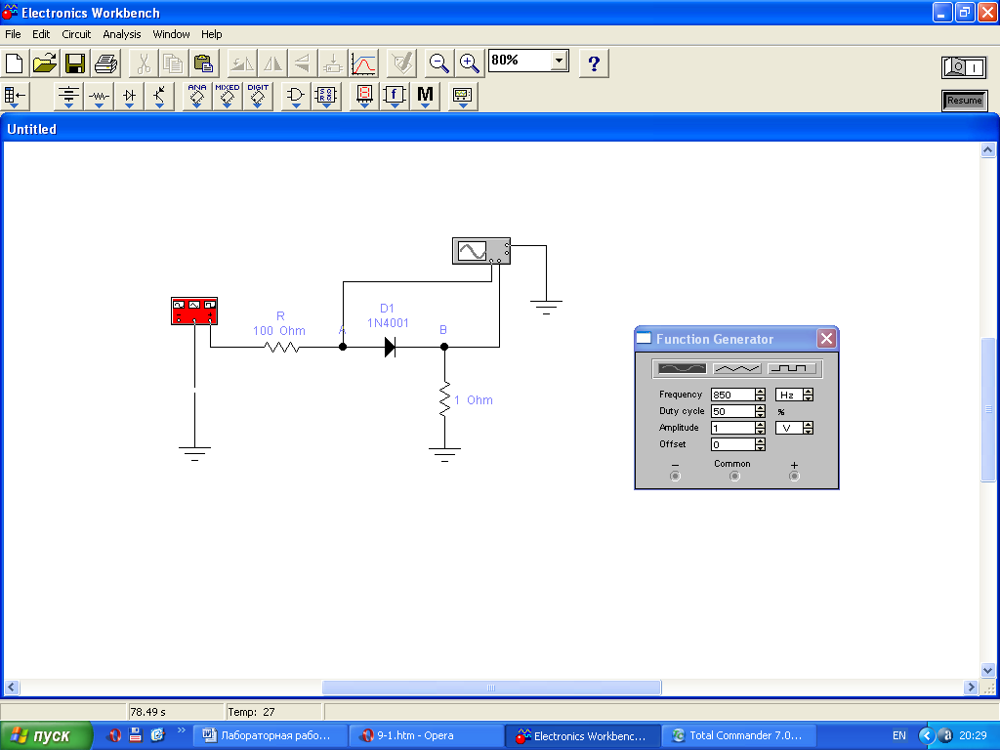 Electronics Workbench
File Edit Circuit Analysis Window Help
80%
?
ANA MIXED DIGIT
f M
Resume
Untitled
D1
1N4001
R
100 Ohm
A
B
1 Ohm
Function Generator
Frequency 850 Hz
Duty cycle 50 %
Amplitude 1 V
Offset 0
− Common +
78.49 s Temp: 27
пуск
Лабораторная рабо...
9-1.htm - Opera
Electronics Workbenc...
Total Commander 7.0...
EN
20:29